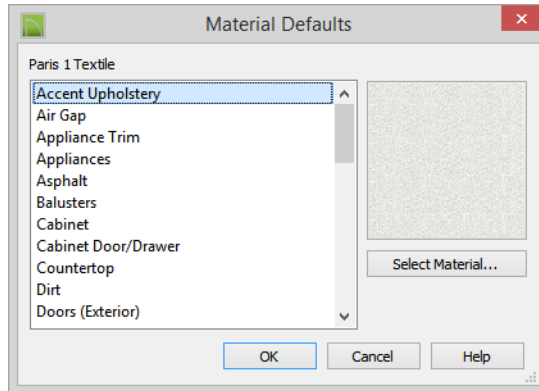 Material Defaults
Paris 1 Textile
Accent Upholstery
Air Gap
Appliance Trim
Appliances
Asphalt
Balusters
Cabinet
Cabinet Door/Drawer
Countertop
Dirt
Doors (Exterior)
Select Material...
OK
Cancel
Help